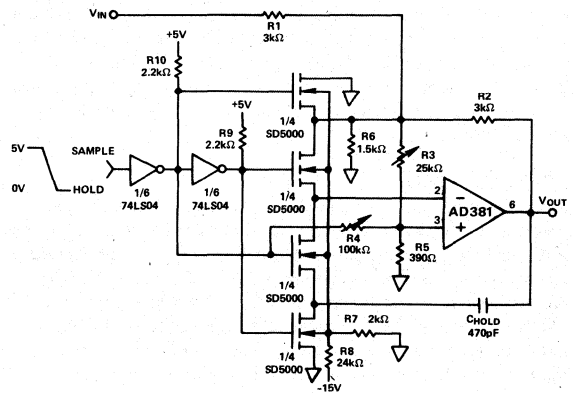 VIN
R1
3kΩ
+5V
R10
2.2kΩ
+5V
R9
2.2kΩ
1/4
SD5000
R6
1.5kΩ
R2
3kΩ
R3
25kΩ
5V
0V
SAMPLE
HOLD
1/6
74LS04
1/6
74LS04
1/4
SD5000
2
−
AD381
6
3
+
VOUT
R4
100kΩ
R5
390Ω
1/4
SD5000
R7 2kΩ
CHOLD
470pF
1/4
SD5000
R8
24kΩ
-15V